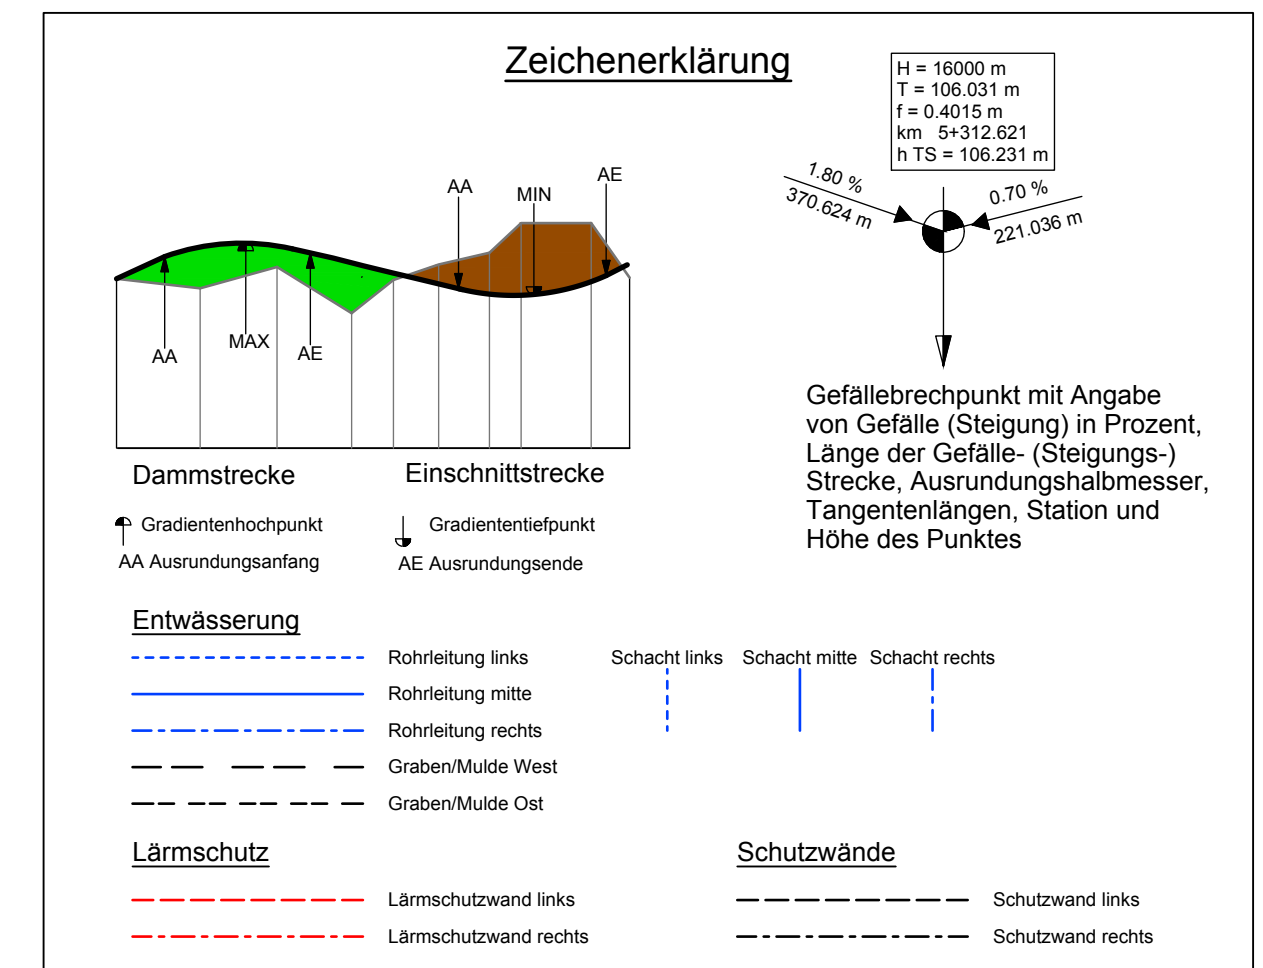 Zeichenerklärung
H = 16000 m
T = 106.031 m
f = 0.4015 m
km 5+312.621
h TS = 106.231 m
1.80 %
370.624 m
0.70 %
221.036 m
AA
MIN
AE
AA
MAX
AE
Gefällebrechpunkt mit Angabe
von Gefälle (Steigung) in Prozent,
Länge der Gefälle- (Steigungs-)
Strecke, Ausrundungshalbmesser,
Tangentenlängen, Station und
Höhe des Punktes
Dammstrecke
Einschnittstrecke
Gradientenhochpunkt
Gradiententiefpunkt
AA Ausrundungsanfang
AE Ausrundungsende
Entwässerung
Rohrleitung links
Rohrleitung mitte
Rohrleitung rechts
Graben/Mulde West
Graben/Mulde Ost
Schacht links
Schacht mitte
Schacht rechts
Lärmschutz
Lärmschutzwand links
Lärmschutzwand rechts
Schutzwände
Schutzwand links
Schutzwand rechts